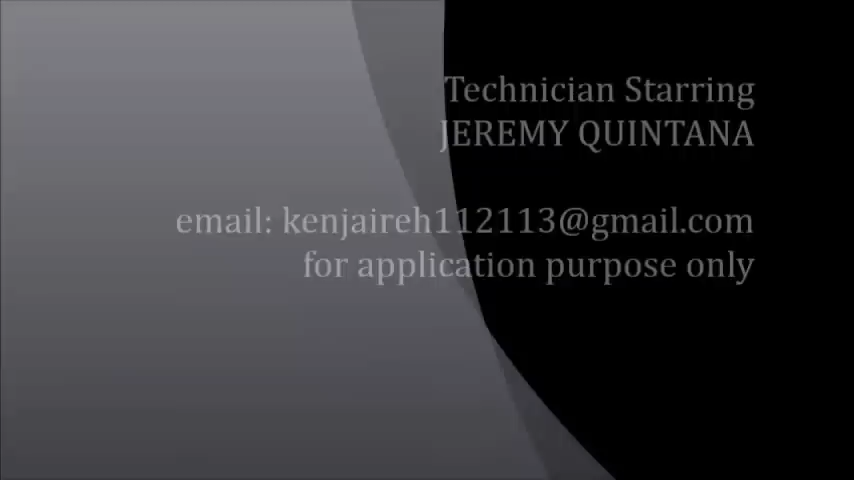 Technician Starring
JEREMY QUINTANA
email: kenjaireh112113@gmail.com
for application purpose only